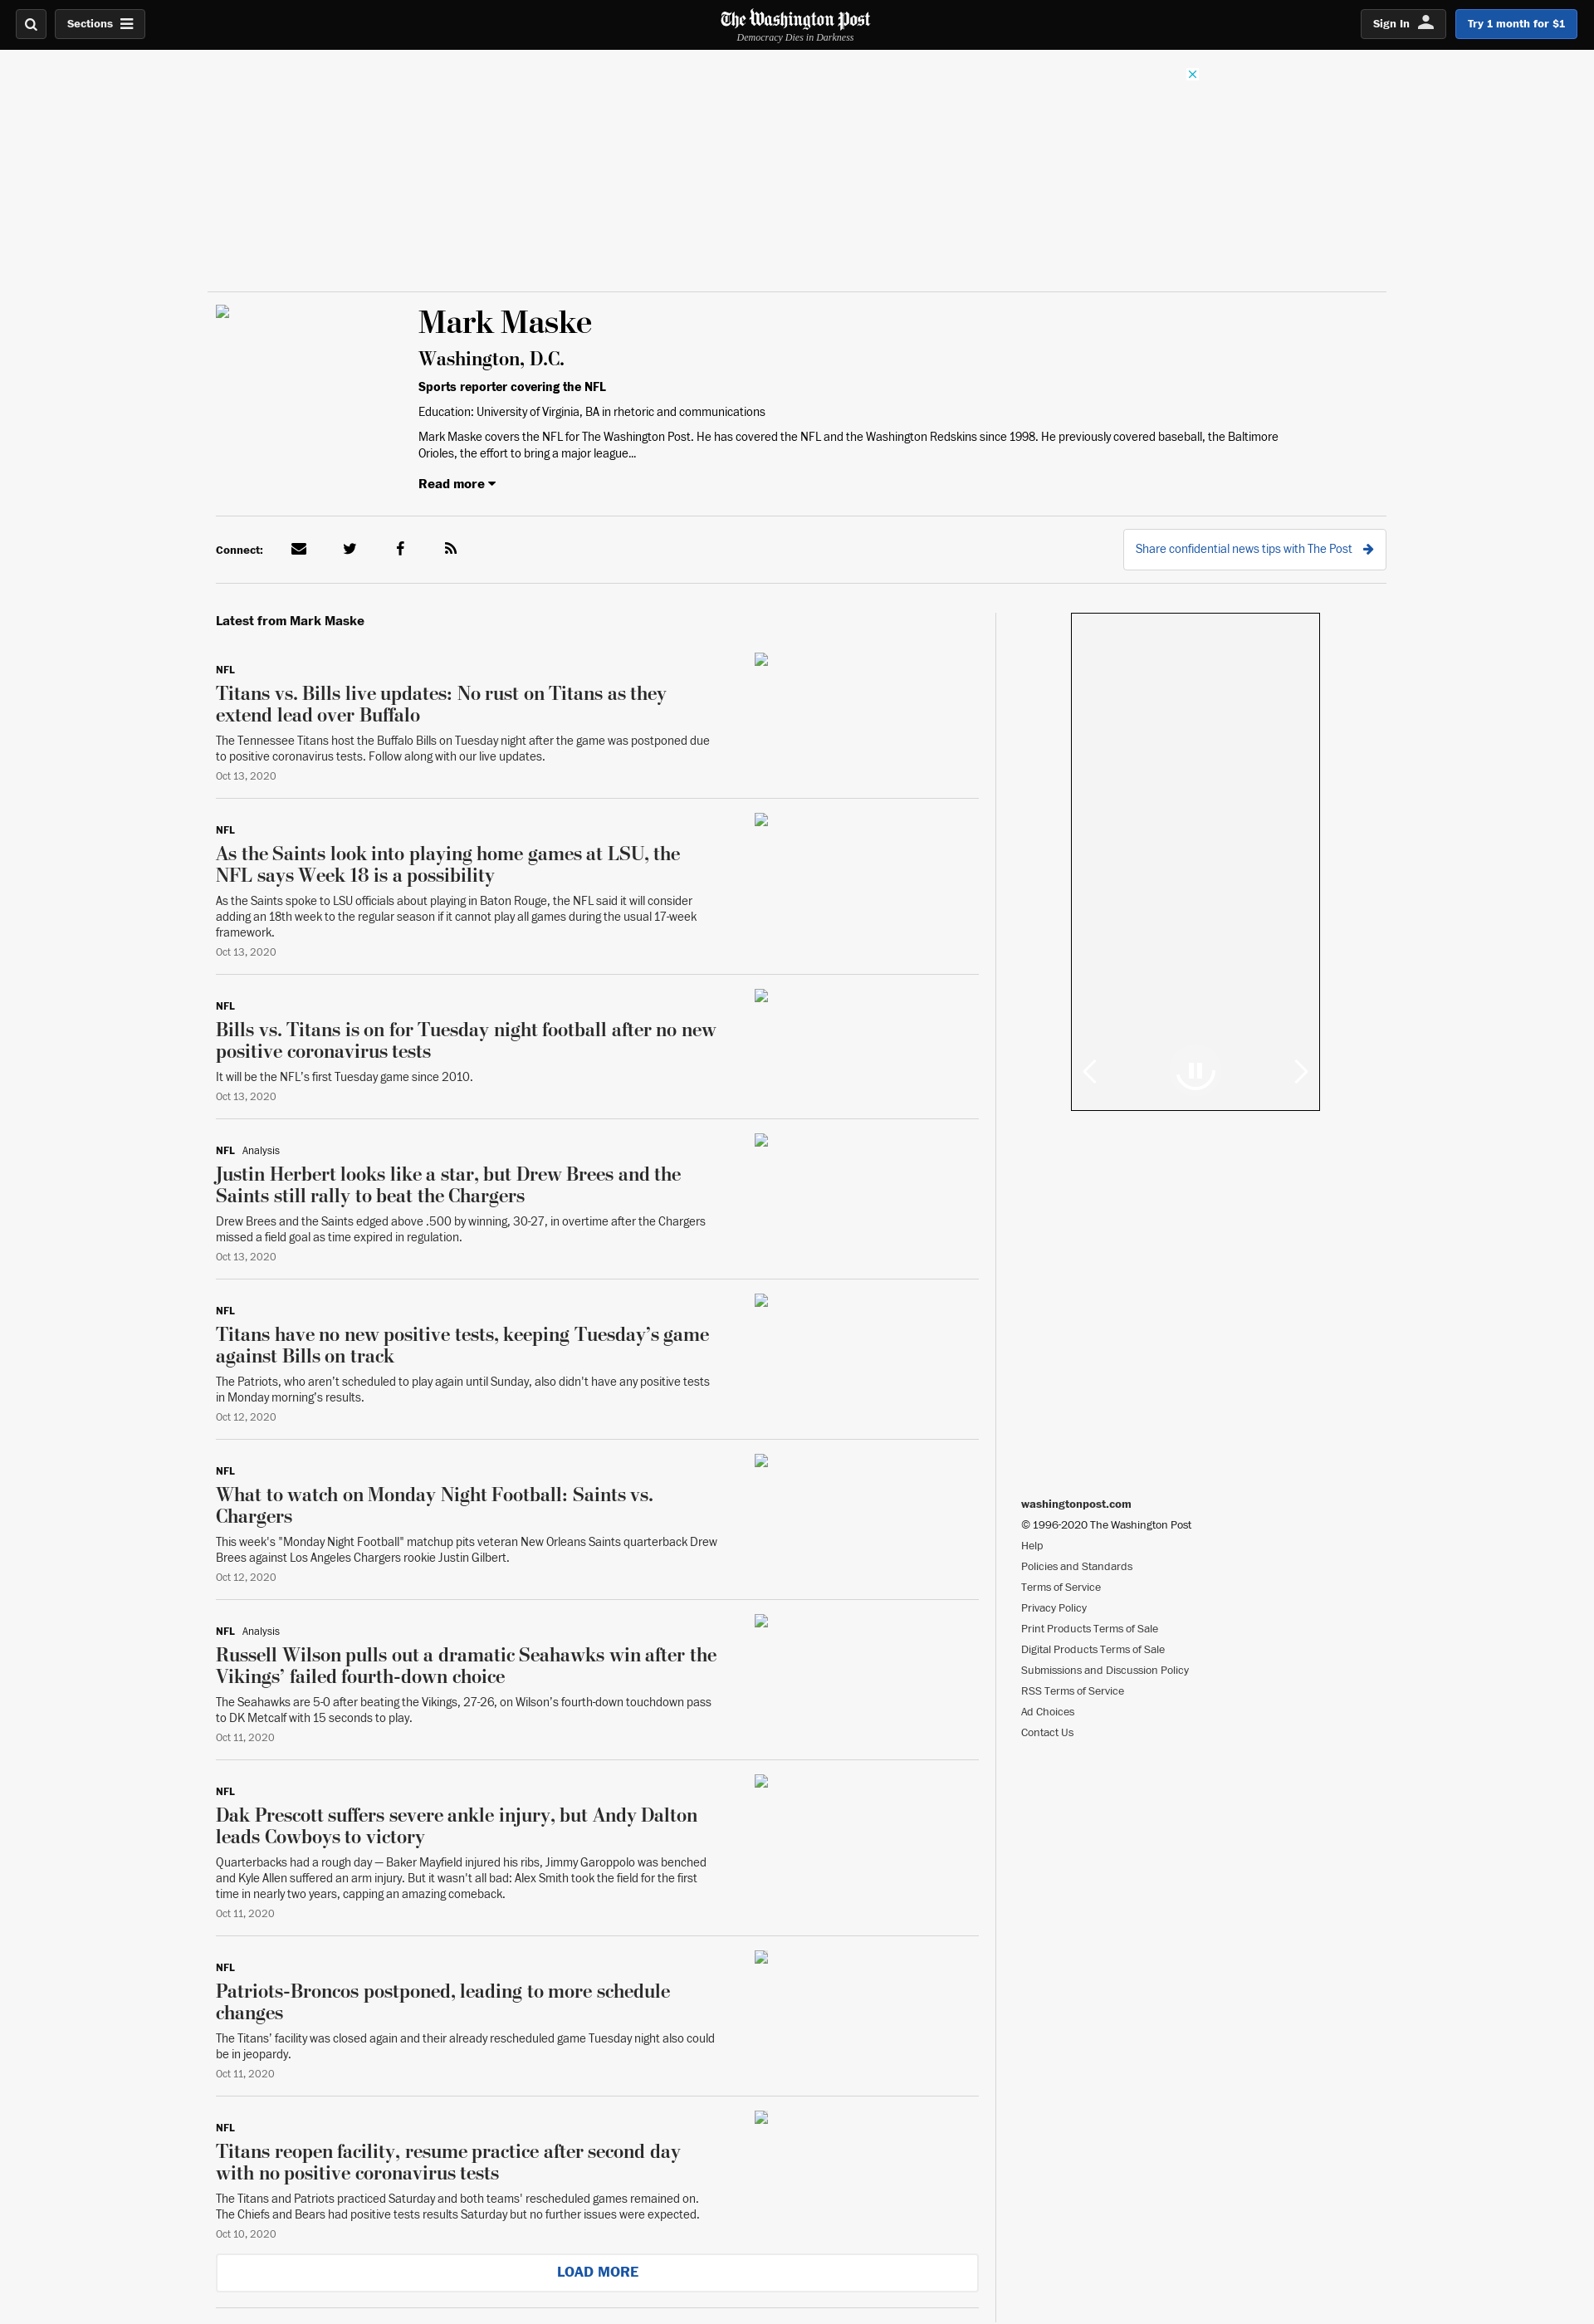 Sections
The Washington Post
Democracy Dies in Darkness
Sign In
Try 1 month for $1
Mark Maske
Washington, D.C.
Sports reporter covering the NFL
Education: University of Virginia, BA in rhetoric and communications
Mark Maske covers the NFL for The Washington Post. He has covered the NFL and the Washington Redskins since 1998. He previously covered baseball, the Baltimore
Orioles, the effort to bring a major league...
Read more
Connect:
Share confidential news tips with The Post
Latest from Mark Maske
NFL
Titans vs. Bills live updates: No rust on Titans as they
extend lead over Buffalo
The Tennessee Titans host the Buffalo Bills on Tuesday night after the game was postponed due
to positive coronavirus tests. Follow along with our live updates.
Oct 13, 2020
NFL
As the Saints look into playing home games at LSU, the
NFL says Week 18 is a possibility
As the Saints spoke to LSU officials about playing in Baton Rouge, the NFL said it will consider
adding an 18th week to the regular season if it cannot play all games during the usual 17-week
framework.
Oct 13, 2020
NFL
Bills vs. Titans is on for Tuesday night football after no new
positive coronavirus tests
It will be the NFL’s first Tuesday game since 2010.
Oct 13, 2020
NFL Analysis
Justin Herbert looks like a star, but Drew Brees and the
Saints still rally to beat the Chargers
Drew Brees and the Saints edged above .500 by winning, 30-27, in overtime after the Chargers
missed a field goal as time expired in regulation.
Oct 13, 2020
NFL
Titans have no new positive tests, keeping Tuesday’s game
against Bills on track
The Patriots, who aren’t scheduled to play again until Sunday, also didn't have any positive tests
in Monday morning’s results.
Oct 12, 2020
NFL
What to watch on Monday Night Football: Saints vs.
Chargers
This week's "Monday Night Football" matchup pits veteran New Orleans Saints quarterback Drew
Brees against Los Angeles Chargers rookie Justin Gilbert.
Oct 12, 2020
NFL Analysis
Russell Wilson pulls out a dramatic Seahawks win after the
Vikings’ failed fourth-down choice
The Seahawks are 5-0 after beating the Vikings, 27-26, on Wilson’s fourth-down touchdown pass
to DK Metcalf with 15 seconds to play.
Oct 11, 2020
NFL
Dak Prescott suffers severe ankle injury, but Andy Dalton
leads Cowboys to victory
Quarterbacks had a rough day — Baker Mayfield injured his ribs, Jimmy Garoppolo was benched
and Kyle Allen suffered an arm injury. But it wasn't all bad: Alex Smith took the field for the first
time in nearly two years, capping an amazing comeback.
Oct 11, 2020
NFL
Patriots-Broncos postponed, leading to more schedule
changes
The Titans’ facility was closed again and their already rescheduled game Tuesday night also could
be in jeopardy.
Oct 11, 2020
NFL
Titans reopen facility, resume practice after second day
with no positive coronavirus tests
The Titans and Patriots practiced Saturday and both teams' rescheduled games remained on.
The Chiefs and Bears had positive tests results Saturday but no further issues were expected.
Oct 10, 2020
LOAD MORE
washingtonpost.com
© 1996-2020 The Washington Post
Help
Policies and Standards
Terms of Service
Privacy Policy
Print Products Terms of Sale
Digital Products Terms of Sale
Submissions and Discussion Policy
RSS Terms of Service
Ad Choices
Contact Us